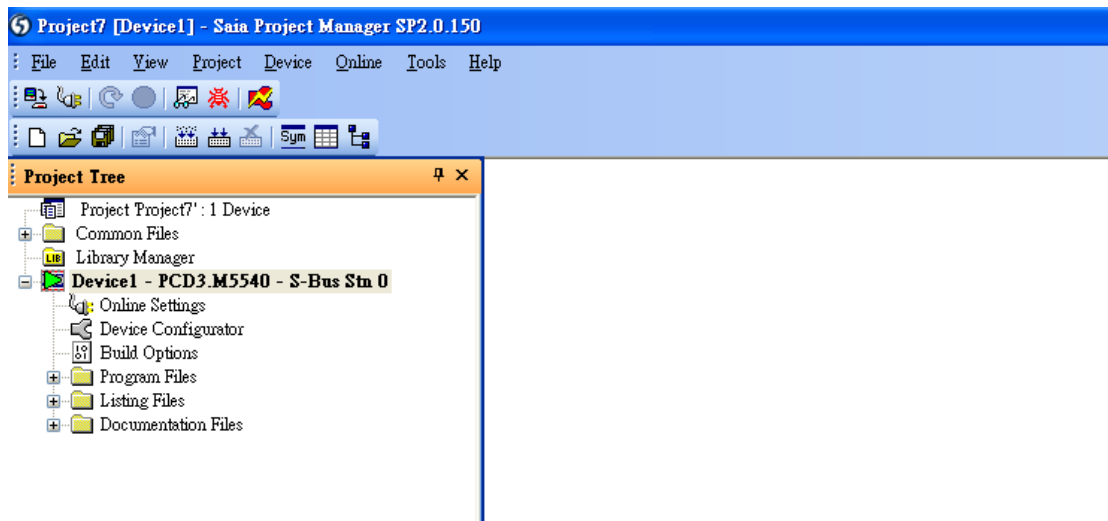 Project7 [Device1] - Saia Project Manager SP2.0.150
File Edit View Project Device Online Tools Help
Sym
Project Tree
Project 'Project7' : 1 Device
Common Files
LIB Library Manager
Device1 - PCD3.M5540 - S-Bus Stn 0
Online Settings
Device Configurator
Build Options
Program Files
Listing Files
Documentation Files